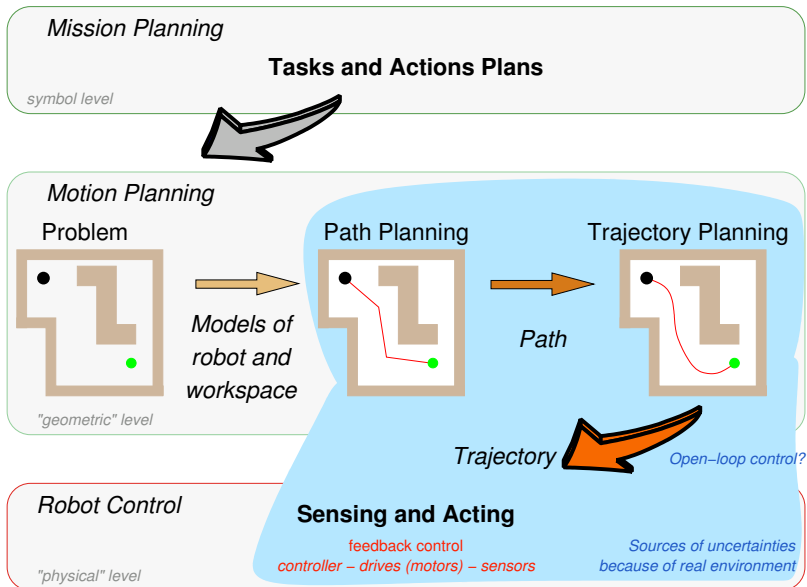 Mission Planning
Tasks and Actions Plans
symbol level
Motion Planning
Problem
Path Planning
Trajectory Planning
Models of
robot and
workspace
Path
"geometric" level
Trajectory
Open−loop control?
Robot Control
Sensing and Acting
feedback control
controller − drives (motors) − sensors
"physical" level
Sources of uncertainties
because of real environment